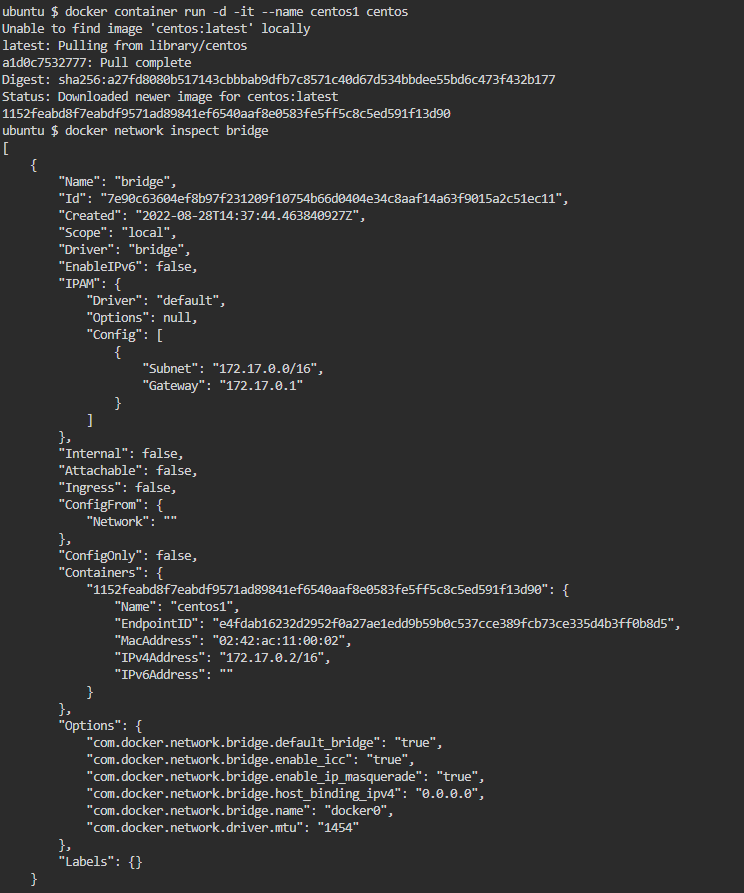 ubuntu $ docker container run -d -it --name centos1 centos
Unable to find image 'centos:latest' locally
latest: Pulling from library/centos
a1d0c7532777: Pull complete
Digest: sha256:a27fd8080b517143cbbbab9dfb7c8571c40d67d534bbdee55bd6c473f432b177
Status: Downloaded newer image for centos:latest
1152feabd8f7eabdf9571ad89841ef6540aaf8e0583fe5ff5c8c5ed591f13d90
ubuntu $ docker network inspect bridge
[
    {
        "Name": "bridge",
        "Id": "7e90c63604ef8b97f231209f10754b66d0404e34c8aaf14a63f9015a2c51ec11",
        "Created": "2022-08-28T14:37:44.463840927Z",
        "Scope": "local",
        "Driver": "bridge",
        "EnableIPv6": false,
        "IPAM": {
            "Driver": "default",
            "Options": null,
            "Config": [
                {
                    "Subnet": "172.17.0.0/16",
                    "Gateway": "172.17.0.1"
                }
            ]
        },
        "Internal": false,
        "Attachable": false,
        "Ingress": false,
        "ConfigFrom": {
            "Network": ""
        },
        "ConfigOnly": false,
        "Containers": {
            "1152feabd8f7eabdf9571ad89841ef6540aaf8e0583fe5ff5c8c5ed591f13d90": {
                "Name": "centos1",
                "EndpointID": "e4fdab16232d2952f0a27ae1edd9b59b0c537cce389fcb73ce335d4b3ff0b8d5",
                "MacAddress": "02:42:ac:11:00:02",
                "IPv4Address": "172.17.0.2/16",
                "IPv6Address": ""
            }
        },
        "Options": {
            "com.docker.network.bridge.default_bridge": "true",
            "com.docker.network.bridge.enable_icc": "true",
            "com.docker.network.bridge.enable_ip_masquerade": "true",
            "com.docker.network.bridge.host_binding_ipv4": "0.0.0.0",
            "com.docker.network.bridge.name": "docker0",
            "com.docker.network.driver.mtu": "1454"
        },
        "Labels": {}
    }